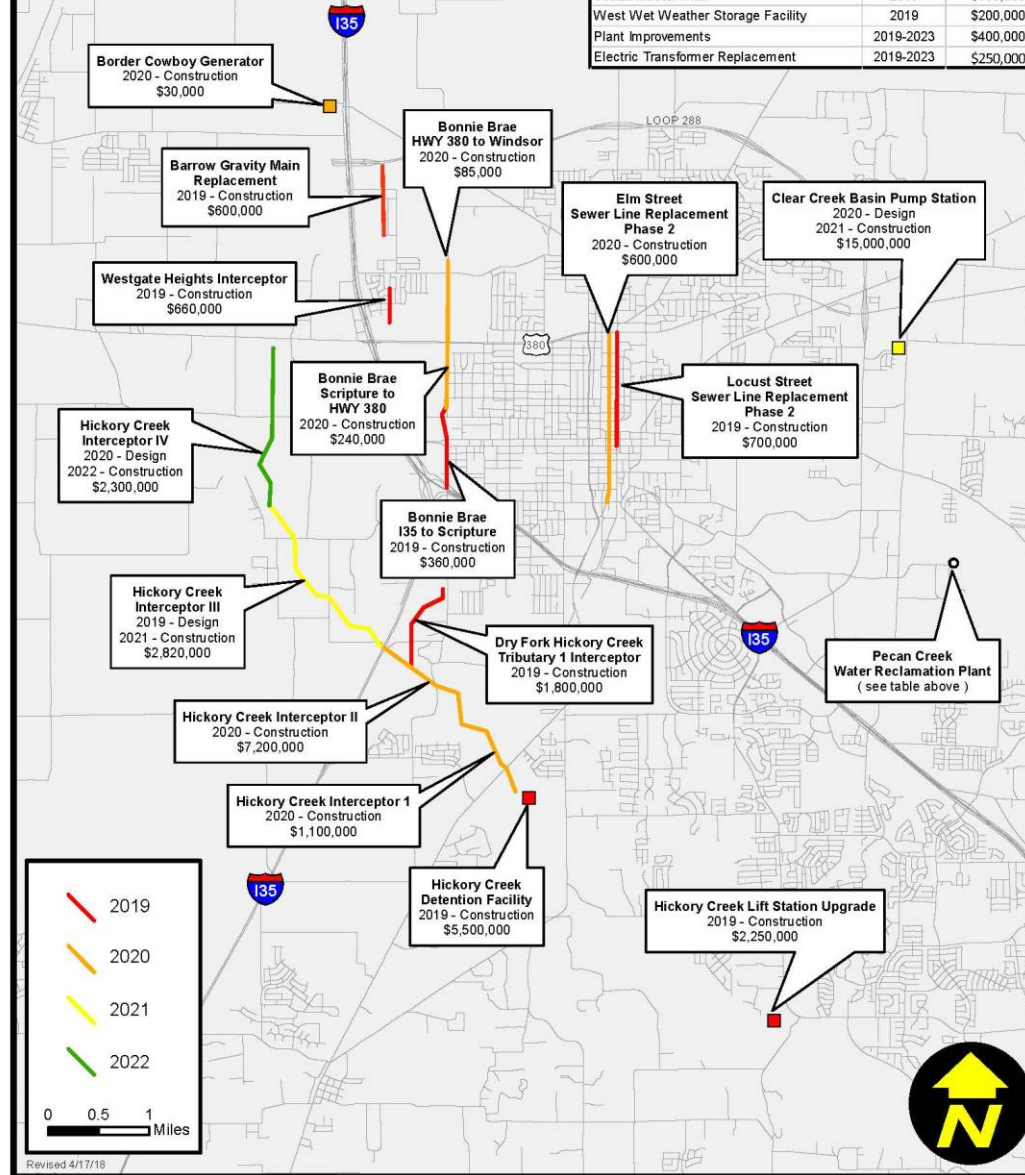 West Wet Weather Storage Facility 2019 $200,000
Plant Improvements 2019-2023 $400,000
Electric Transformer Replacement 2019-2023 $250,000
I35
Border Cowboy Generator
2020 - Construction
$30,000
LOOP 288
Bonnie Brae
HWY 380 to Windsor
2020 - Construction
$85,000
Barrow Gravity Main
Replacement
2019 - Construction
$600,000
Elm Street
Sewer Line Replacement
Phase 2
2020 - Construction
$600,000
Clear Creek Basin Pump Station
2020 - Design
2021 - Construction
$15,000,000
Westgate Heights Interceptor
2019 - Construction
$660,000
380
Bonnie Brae
Scripture to
HWY 380
2020 - Construction
$240,000
Locust Street
Sewer Line Replacement
Phase 2
2019 - Construction
$700,000
Hickory Creek
Interceptor IV
2020 - Design
2022 - Construction
$2,300,000
Bonnie Brae
I35 to Scripture
2019 - Construction
$360,000
Hickory Creek
Interceptor III
2019 - Design
2021 - Construction
$2,820,000
Dry Fork Hickory Creek
Tributary 1 Interceptor
2019 - Construction
$1,800,000
I35
Pecan Creek
Water Reclamation Plant
( see table above )
Hickory Creek Interceptor II
2020 - Construction
$7,200,000
Hickory Creek Interceptor 1
2020 - Construction
$1,100,000
I35
Hickory Creek
Detention Facility
2019 - Construction
$5,500,000
Hickory Creek Lift Station Upgrade
2019 - Construction
$2,250,000
2019
2020
2021
2022
0 0.5 1
Miles
N
Revised 4/17/18